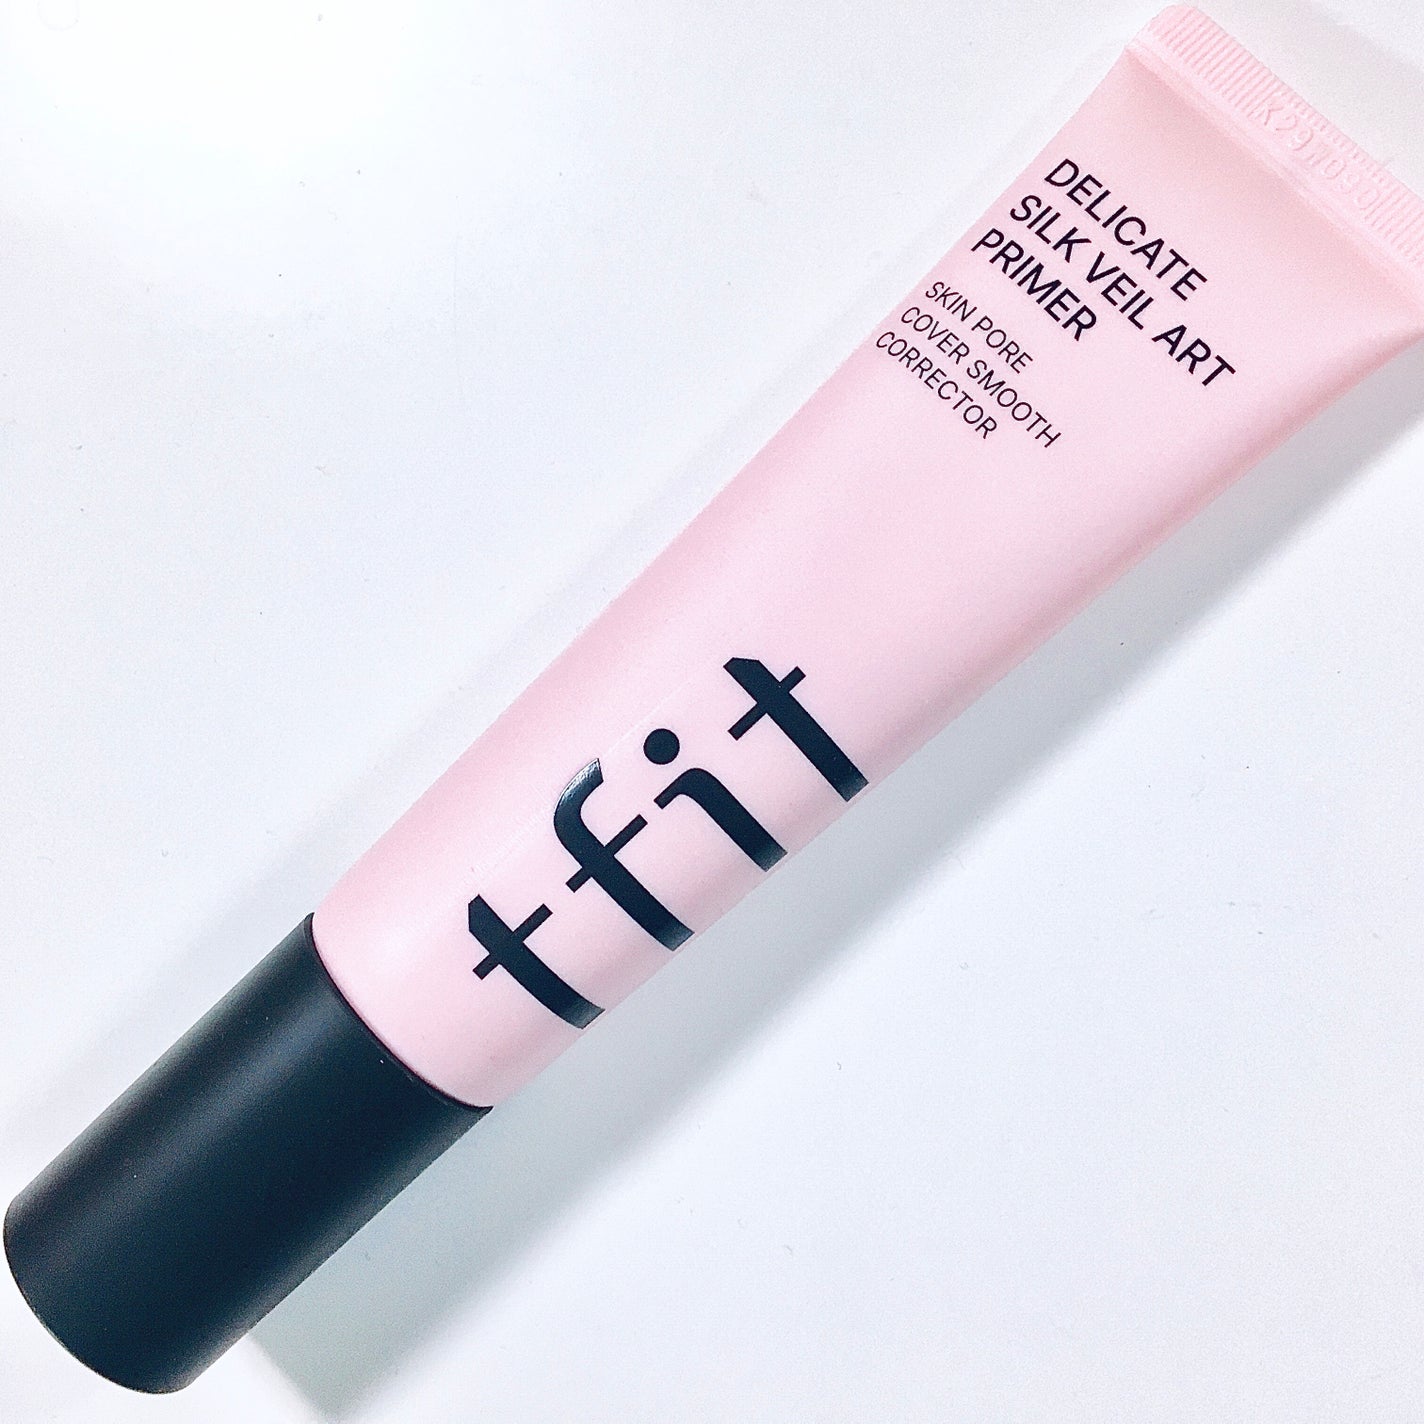 DELICATE
SILK VEIL ART
PRIMER
SKIN PORE
COVER SMOOTH
CORRECTOR
tfit